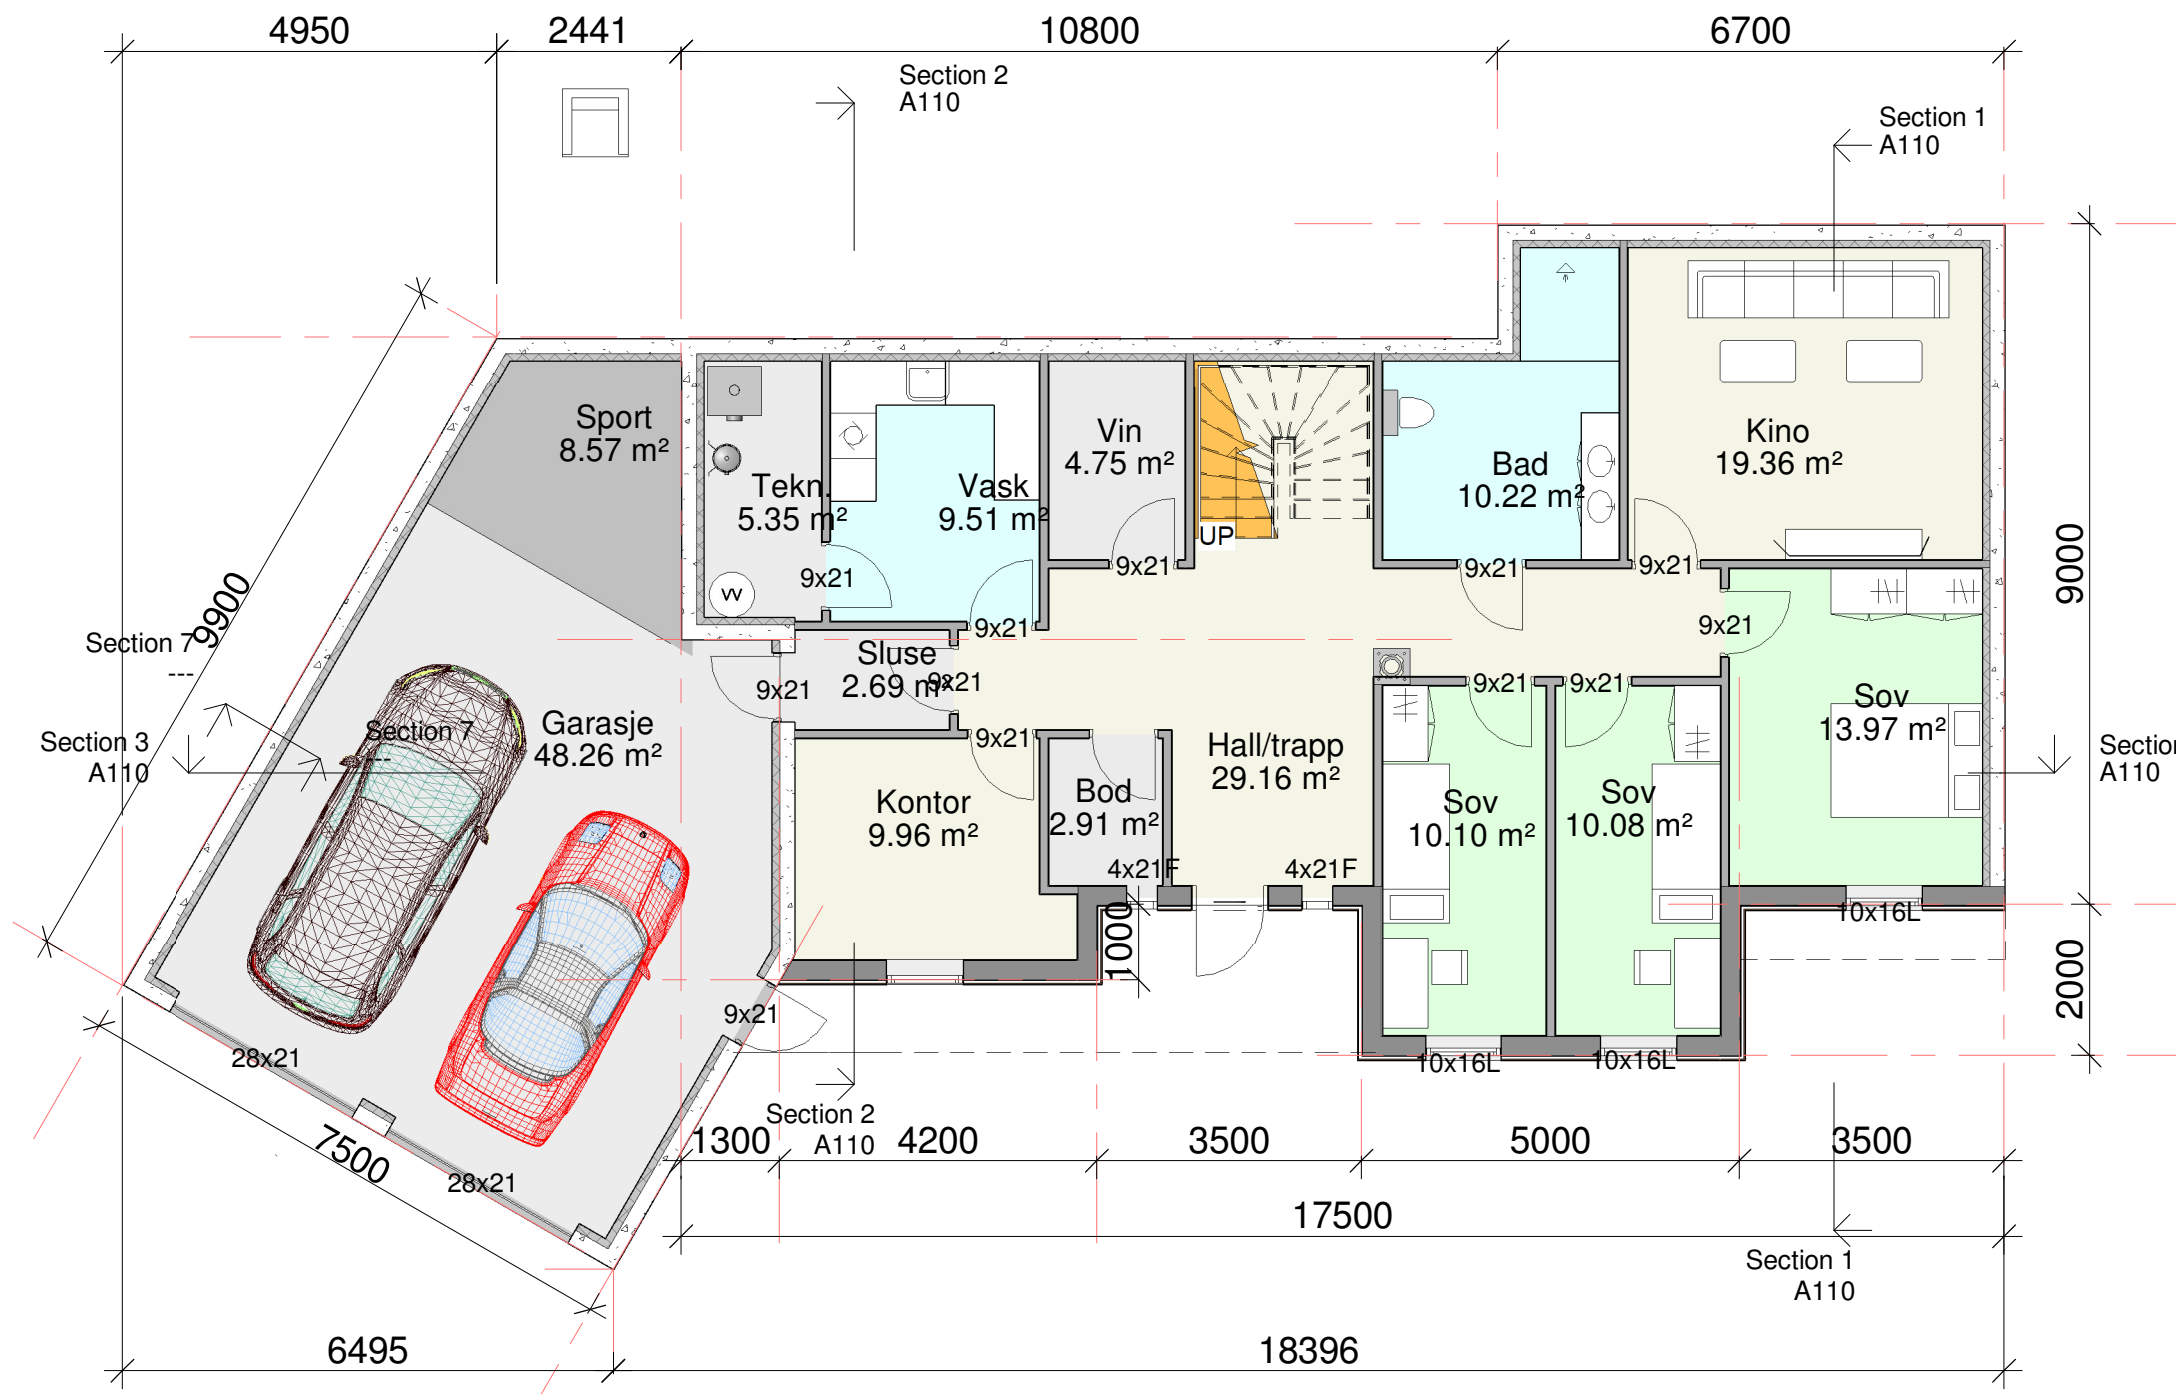 4950
2441
10800
6700
Section 2
A110
Section 1
A110
Sport
8.57 m²
Tekn.
5.35 m²
Vask
9.51 m²
Vin
4.75 m²
UP
Bad
10.22 m²
Kino
19.36 m²
9x21
9x21
9x21
9x21
9x21
9x21
9x21
9x21
9x21
9x21
9x21
9x21
9900
9000
2000
Section 7
---
Section 3
A110
Section 7
---
Garasje
48.26 m²
Sluse
2.69 m²
Kontor
9.96 m²
Bod
2.91 m²
Hall/trapp
29.16 m²
Sov
10.10 m²
Sov
10.08 m²
Sov
13.97 m²
Section
A110
4x21F
4x21F
1000
10x16L
10x16L
10x16L
28x21
28x21
7500
Section 2
A110
1300
4200
3500
5000
3500
17500
Section 1
A110
6495
18396